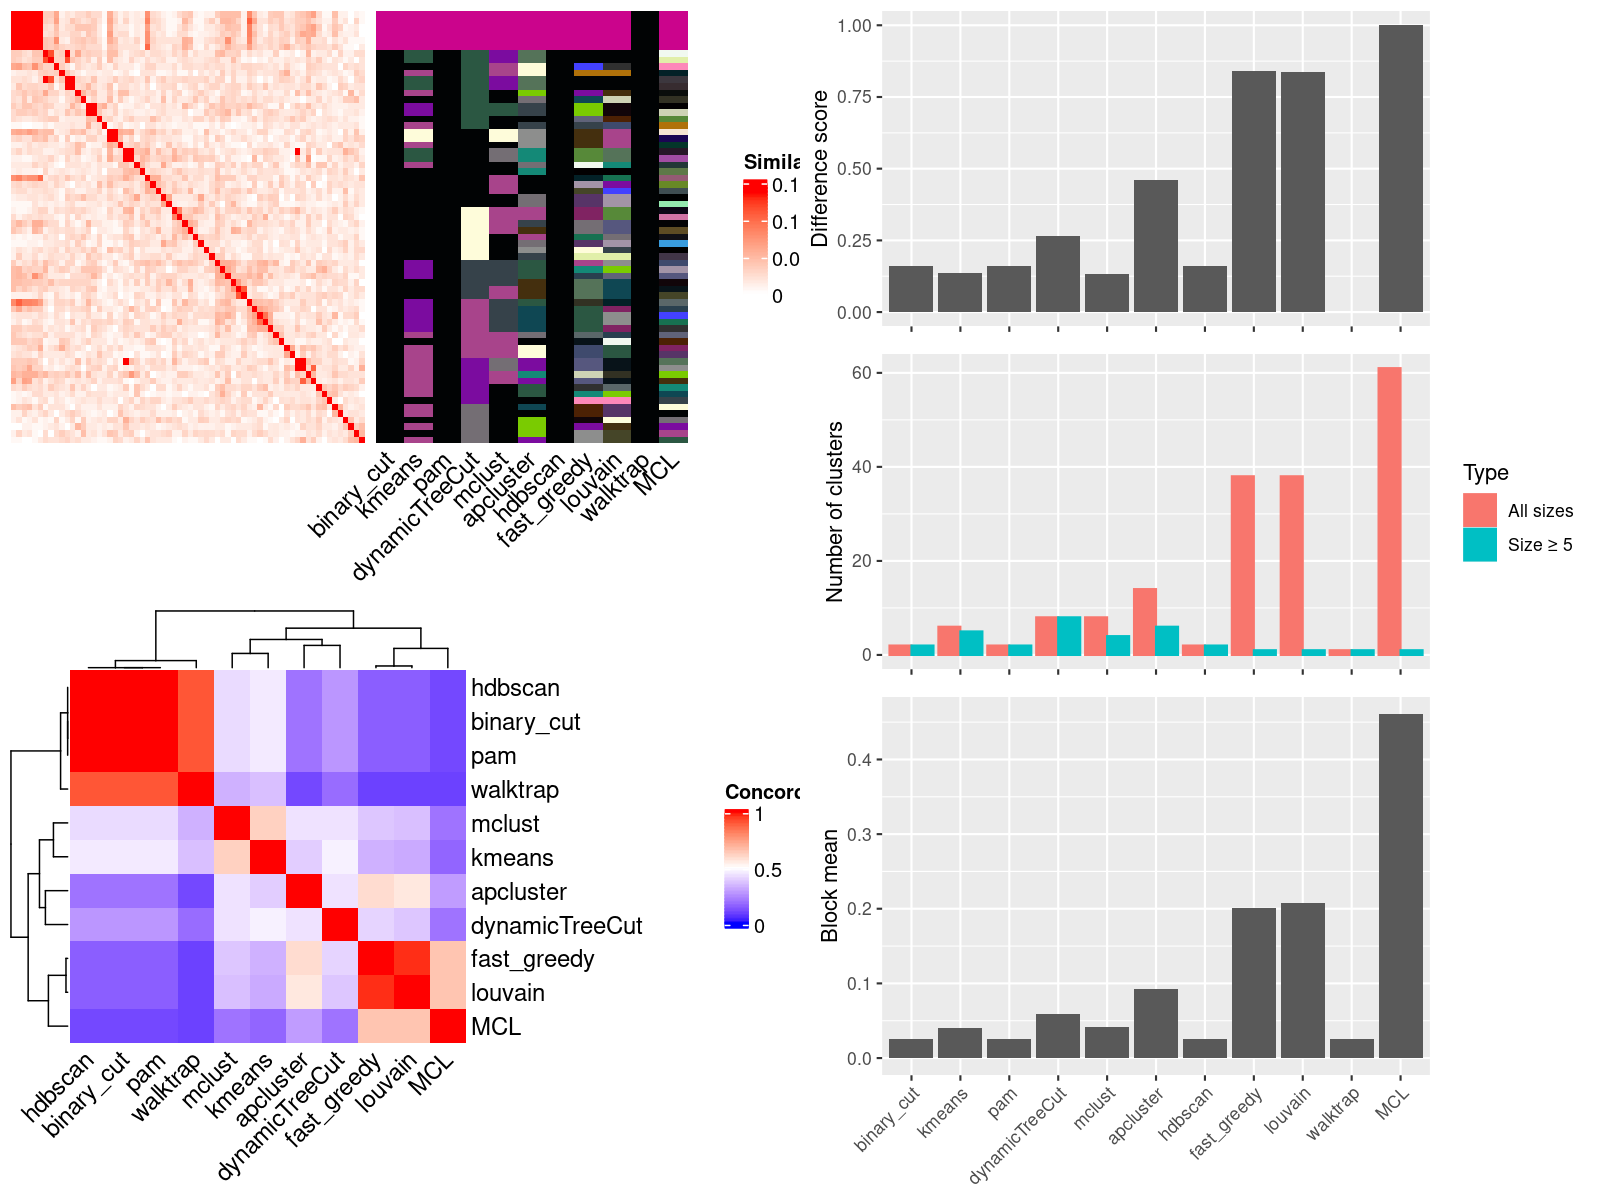 Simila
0.1
0.1
0.0
0
binary_cut
kmeans
pam
dynamicTreeCut
mclust
apcluster
hdbscan
fast_greedy
louvain
walktrap
MCL
hdbscan
binary_cut
pam
walktrap
mclust
kmeans
apcluster
dynamicTreeCut
fast_greedy
louvain
MCL
hdbscan
binary_cut
pam
walktrap
mclust
kmeans
apcluster
dynamicTreeCut
fast_greedy
louvain
MCL
Concord
1
0.5
0
Difference score
1.00
0.75
0.50
0.25
0.00
Number of clusters
60
40
20
0
Type
All sizes
Size ≥ 5
Block mean
0.4
0.3
0.2
0.1
0.0
binary_cut
kmeans
pam
dynamicTreeCut
mclust
apcluster
hdbscan
fast_greedy
louvain
walktrap
MCL